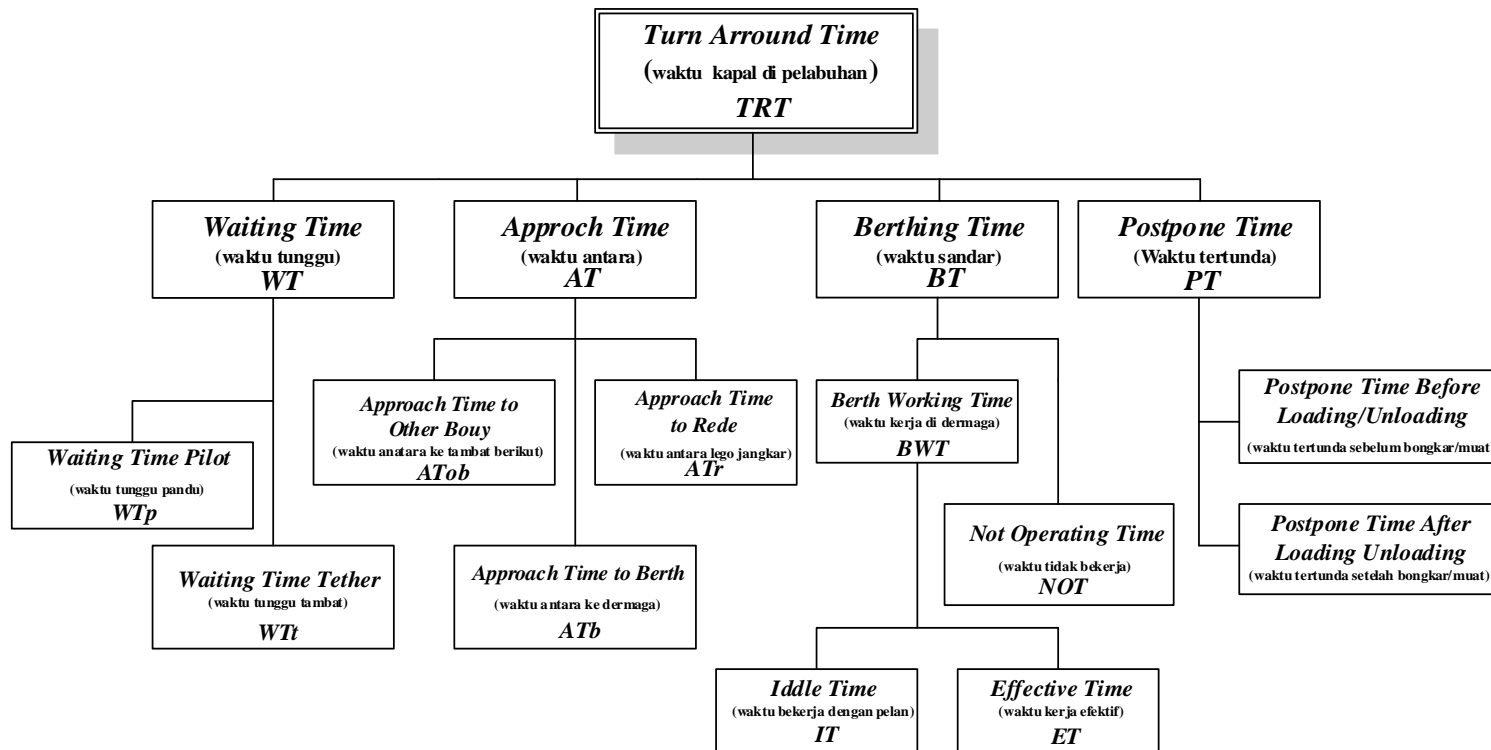 Turn Arround Time
(waktu kapal di pelabuhan)
TRT
Waiting Time
(waktu tunggu)
WT
Approch Time
(waktu antara)
AT
Berthing Time
(waktu sandar)
BT
Postpone Time
(Waktu tertunda)
PT
Approach Time to
Other Bouy
(waktu anatara ke tambat berikut)
ATob
Approach Time
to Rede
(waktu antara lego jangkar)
ATr
Berth Working Time
(waktu kerja di dermaga)
BWT
Postpone Time Before
Loading/Unloading
(waktu tertunda sebelum bongkar/muat)
Waiting Time Pilot
(waktu tunggu pandu)
WTp
Waiting Time Tether
(waktu tunggu tambat)
WTt
Approach Time to Berth
(waktu antara ke dermaga)
ATb
Not Operating Time
(waktu tidak bekerja)
NOT
Postpone Time After
Loading Unloading
(waktu tertunda setelah bongkar/muat)
Iddle Time
(waktu bekerja dengan pelan)
IT
Effective Time
(waktu kerja efektif)
ET